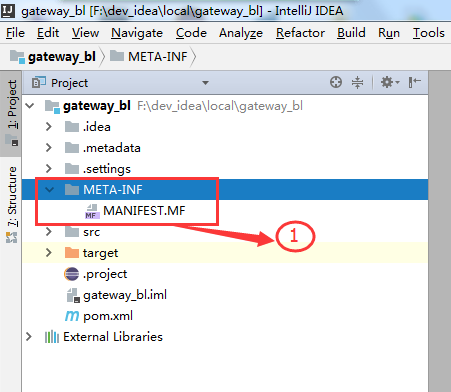 gateway_bl [F:\dev_idea\local\gateway_bl] - IntelliJ IDEA
File Edit View Navigate Code Analyze Refactor Build Run
gateway_bl META-INF
1: Project
7: Structure
Project
gateway_bl F:\dev_idea\local\gateway_bl
.idea
.metadata
.settings
META-INF
MF MANIFEST.MF
1
src
target
.project
gateway_bl.iml
m pom.xml
External Libraries